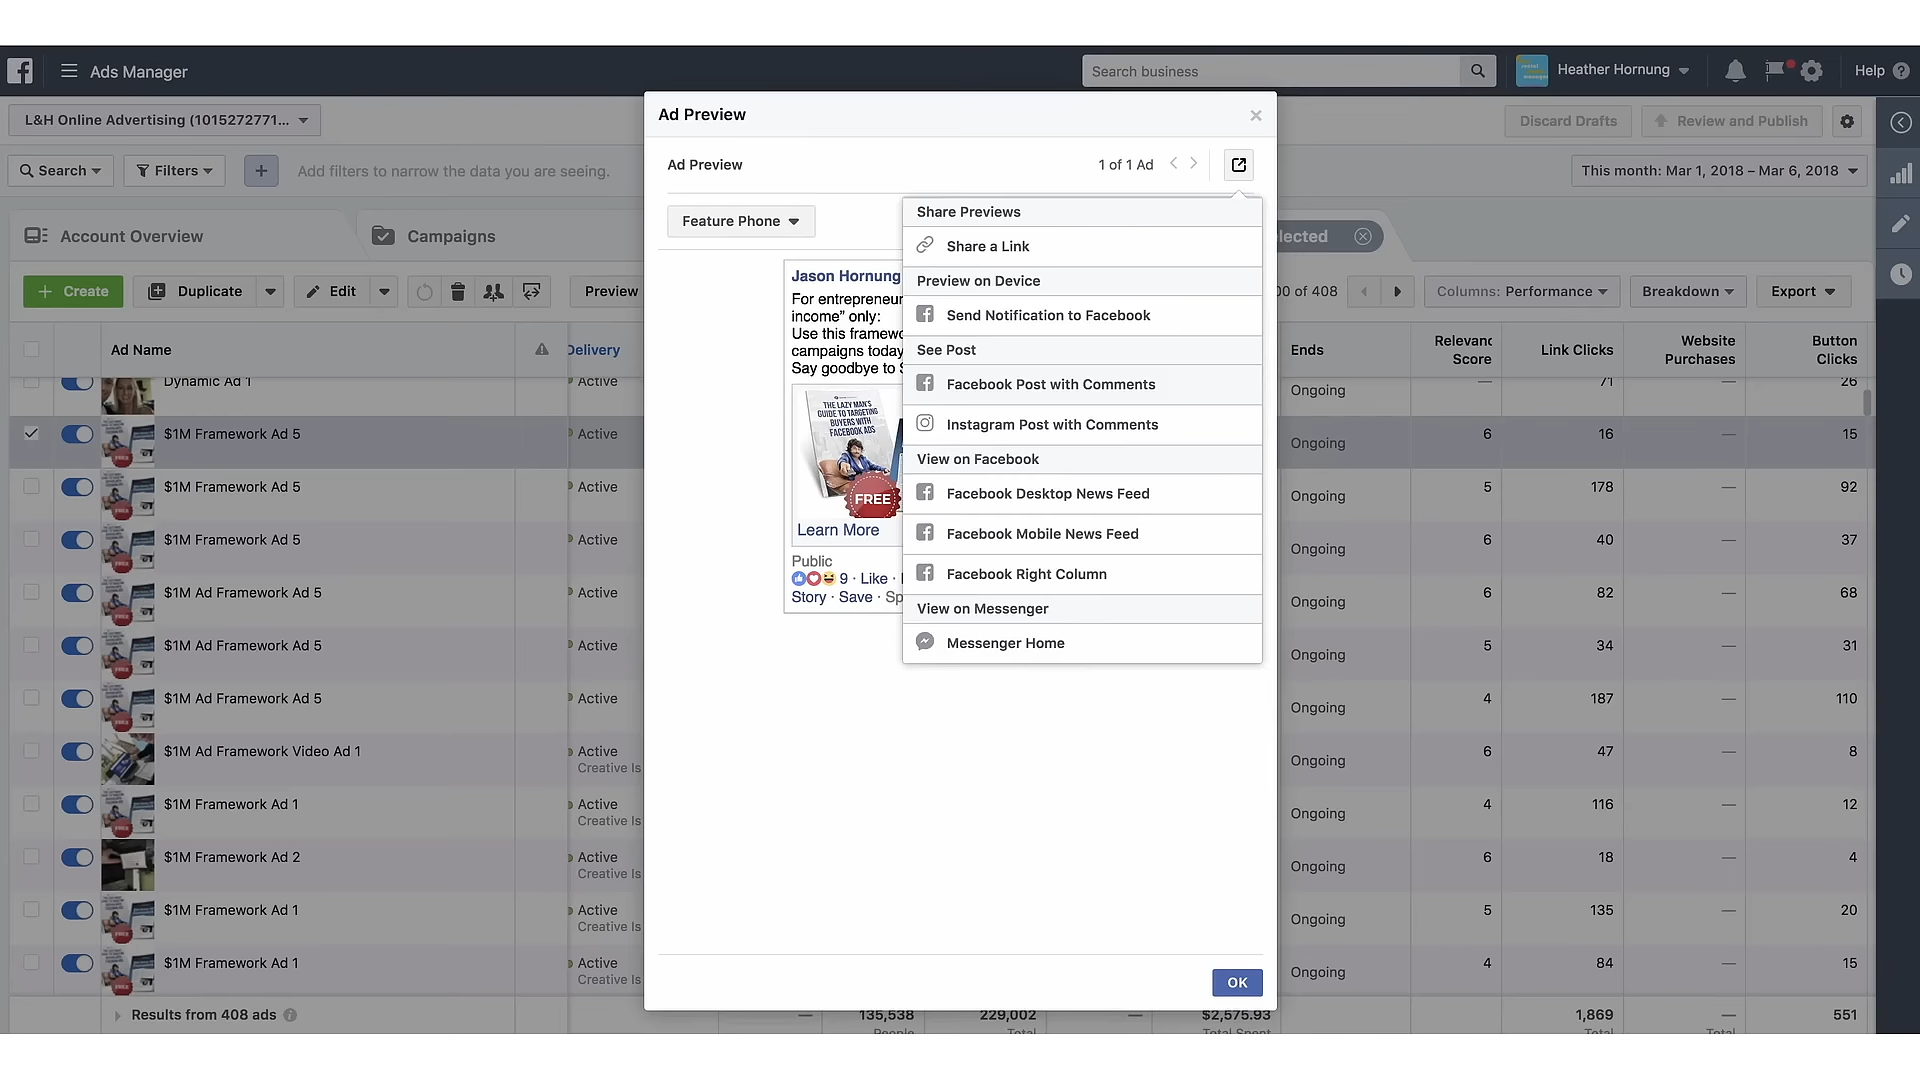 Ads Manager
Search business
Heather Hornung
Help
L&H Online Advertising (1015272771...
Discard Drafts
Review and Publish
Search
Filters
Add filters to narrow the data you are seeing.
This month: Mar 1, 2018 – Mar 6, 2018
Account Overview
Campaigns
lected
Create
Duplicate
Edit
Preview
00 of 408
Columns: Performance
Breakdown
Export
Ad Name
Delivery
Ends
Relevanc
Score
Link Clicks
Website
Purchases
Button
Clicks
Dynamic Ad 1
Active
Ongoing
—
71
—
26
$1M Framework Ad 5
Active
Ongoing
6
16
—
15
$1M Framework Ad 5
Active
Ongoing
5
178
—
92
$1M Framework Ad 5
Active
Ongoing
6
40
—
37
$1M Ad Framework Ad 5
Active
Ongoing
6
82
—
68
$1M Ad Framework Ad 5
Active
Ongoing
5
34
—
31
$1M Ad Framework Ad 5
Active
Ongoing
4
187
—
110
$1M Ad Framework Video Ad 1
Active
Creative Is
Ongoing
6
47
—
8
$1M Framework Ad 1
Active
Creative Is
Ongoing
4
116
—
12
$1M Framework Ad 2
Active
Creative Is
Ongoing
6
18
—
4
$1M Framework Ad 1
Active
Creative Is
Ongoing
5
135
—
20
$1M Framework Ad 1
Active
Creative Is
Ongoing
4
84
—
15
Results from 408 ads
—
135,538
People
229,002
Total
—
$2,575.93
Total Spent
1,869
Total
—
Total
551
Ad Preview
Ad Preview
1 of 1 Ad
Feature Phone
Jason Hornung
For entrepreneur
income" only:
Use this framewo
campaigns today
Say goodbye to S
THE LAZY MAN'S
GUIDE TO TARGETING
BUYERS WITH
FACEBOOK ADS
FREE
Learn More
Public
9 · Like ·
Story · Save · Sp
Share Previews
Share a Link
Preview on Device
Send Notification to Facebook
See Post
Facebook Post with Comments
Instagram Post with Comments
View on Facebook
Facebook Desktop News Feed
Facebook Mobile News Feed
Facebook Right Column
View on Messenger
Messenger Home
OK